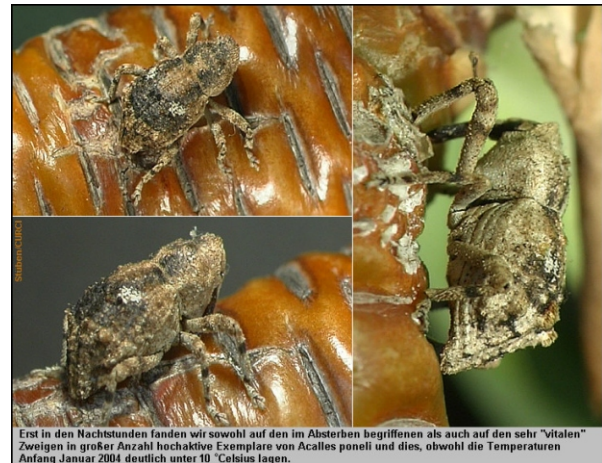 Stüben/CURCI
Erst in den Nachtstunden fanden wir sowohl auf den im Absterben begriffenen als auch auf den sehr "vitalen"
Zweigen in großer Anzahl hochaktive Exemplare von Acalles poneli und dies, obwohl die Temperaturen
Anfang Januar 2004 deutlich unter 10 °Celsius lagen.